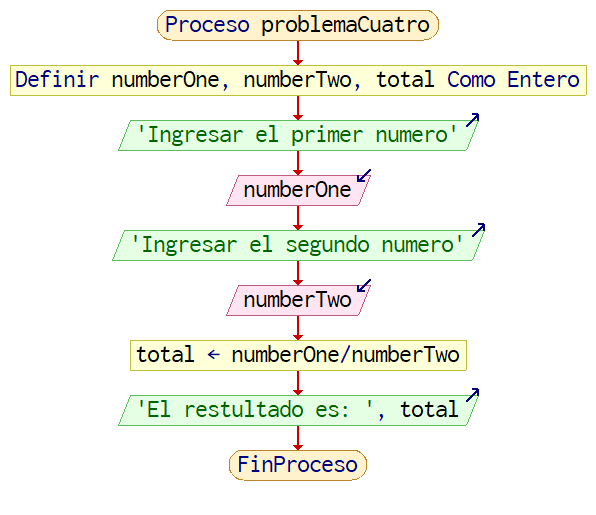 Proceso problemaCuatro
Definir numberOne, numberTwo, total Como Entero
'Ingresar el primer numero'
numberOne
'Ingresar el segundo numero'
numberTwo
total ← numberOne/numberTwo
'El restultado es: ', total
FinProceso